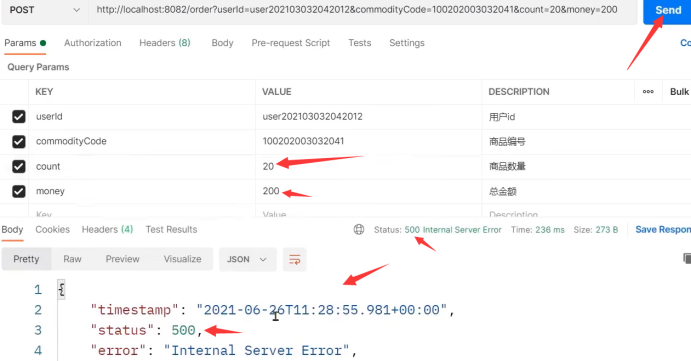 POST http://localhost:8082/order?userId=user202103032042012&commodityCode=100202003032041&count=20&money=200 Send
Params Authorization Headers (8) Body Pre-request Script Tests Settings Co
Query Params
KEY VALUE DESCRIPTION Bulk
userId user202103032042012 用户id
commodityCode 100202003032041 商品编号
count 20 商品数量
money 200 总金额
Key Value Description
Body Cookies Headers (4) Test Results Status: 500 Internal Server Error Time: 236 ms Size: 273 B Save Respon
Pretty Raw Preview Visualize JSON
1 {
2 "timestamp": "2021-06-26T11:28:55.981+00:00",
3 "status": 500,
4 "error": "Internal Server Error",